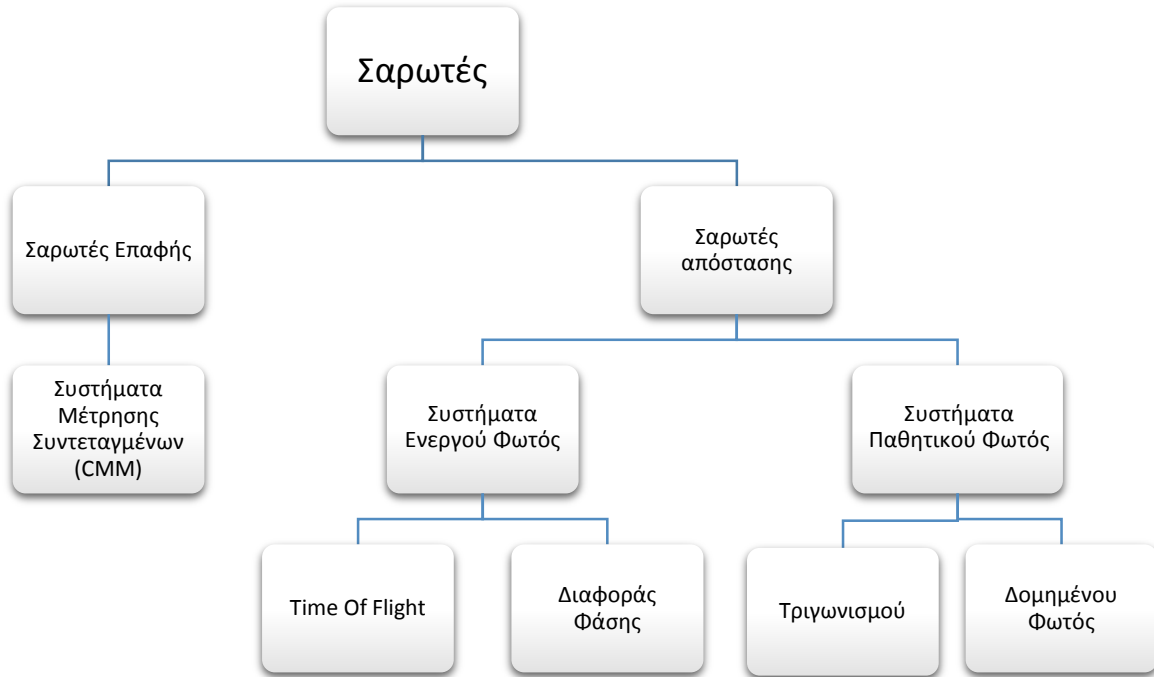 Σαρωτές
Σαρωτές Επαφής
Σαρωτές
απόστασης
Συστήματα
Μέτρησης
Συντεταγμένων
(CMM)
Συστήματα
Ενεργού Φωτός
Συστήματα
Παθητικού Φωτός
Time Of Flight
Διαφοράς
Φάσης
Τριγωνισμού
Δομημένου
Φωτός